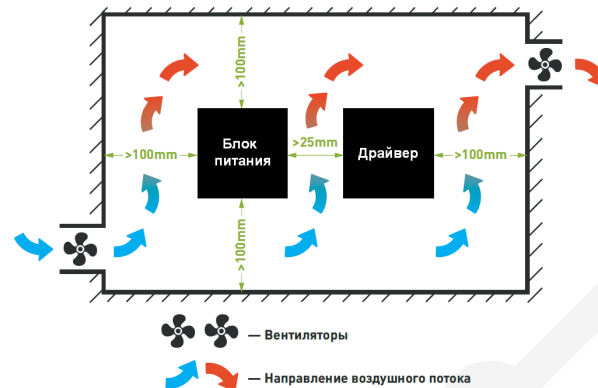 >100mm
Блок
питания
Драйвер
>100mm
>25mm
>100mm
>100mm
— Вентиляторы
— Направление воздушного потока